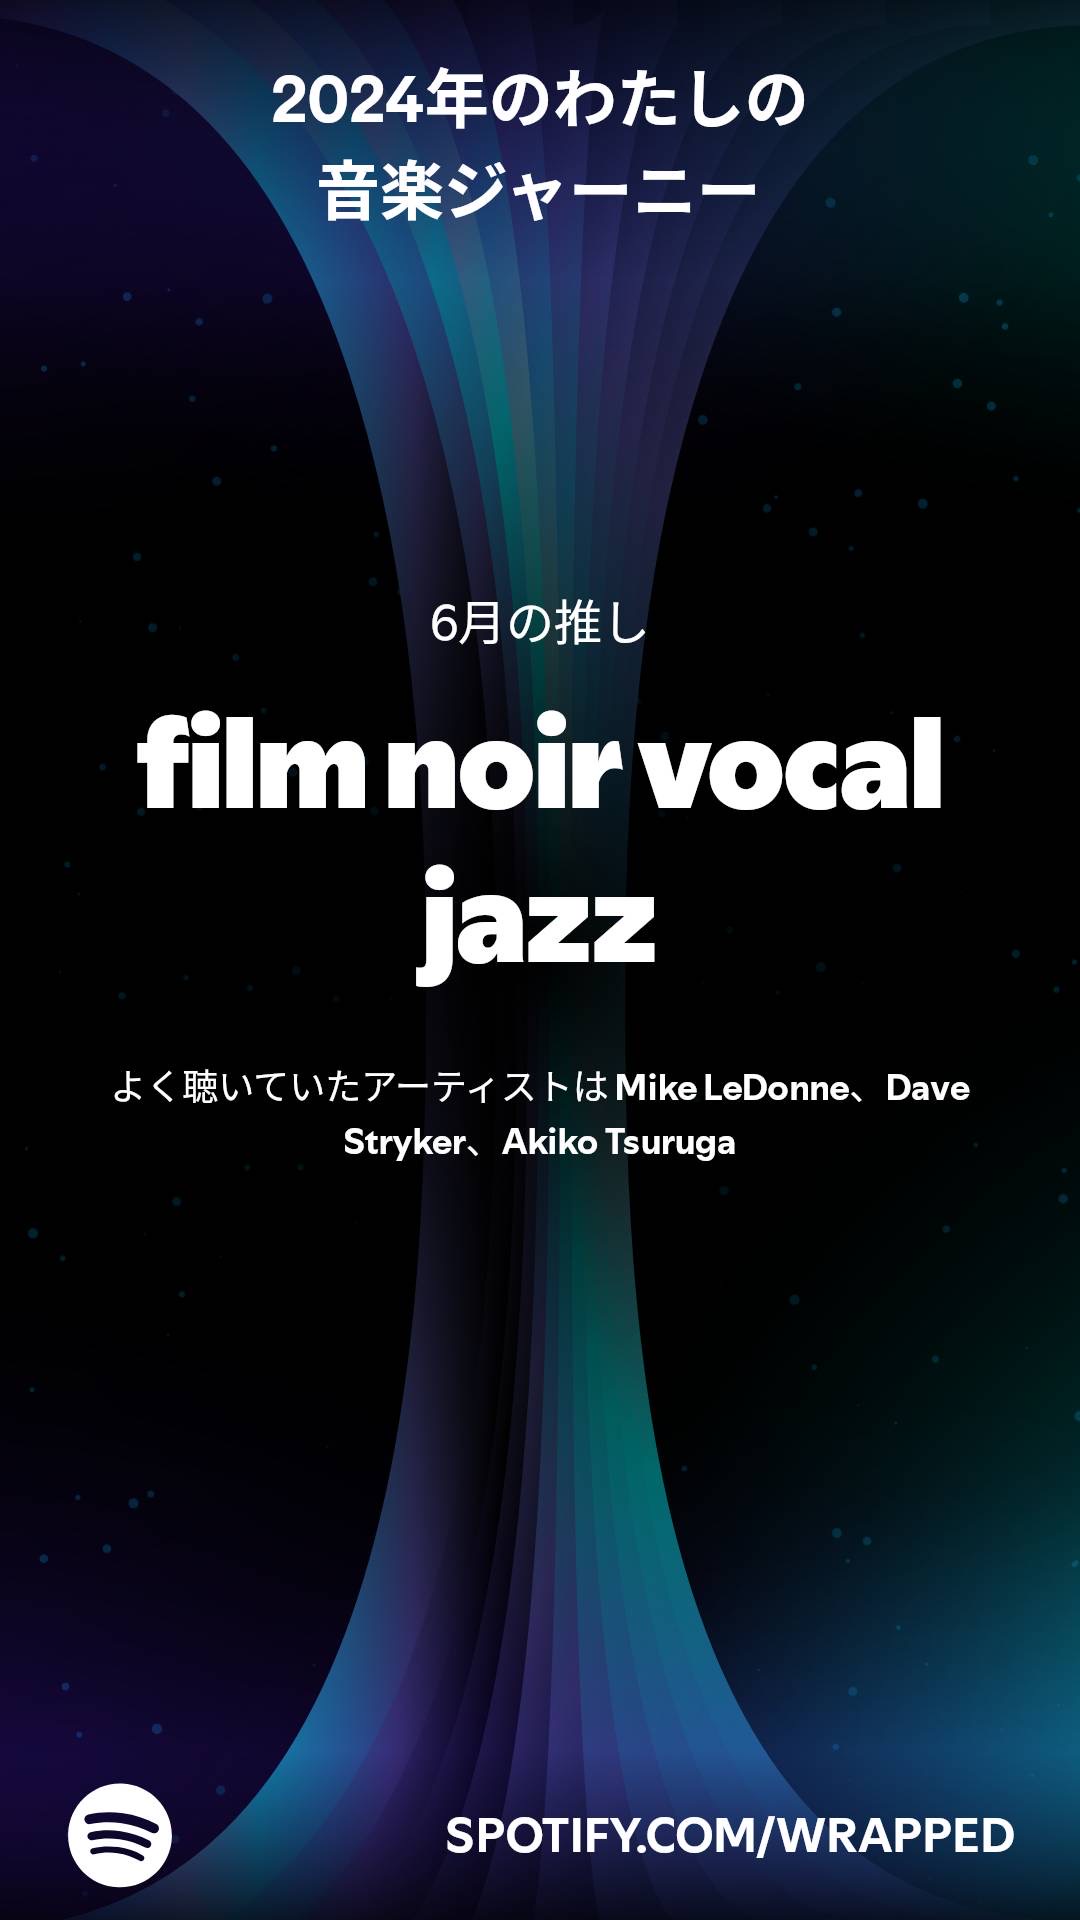 2024年のわたしの
音楽ジャーニー
6月の推し
film noir vocal
jazz
よく聴いていたアーティストは Mike LeDonne、Dave
Stryker、Akiko Tsuruga
SPOTIFY.COM/WRAPPED